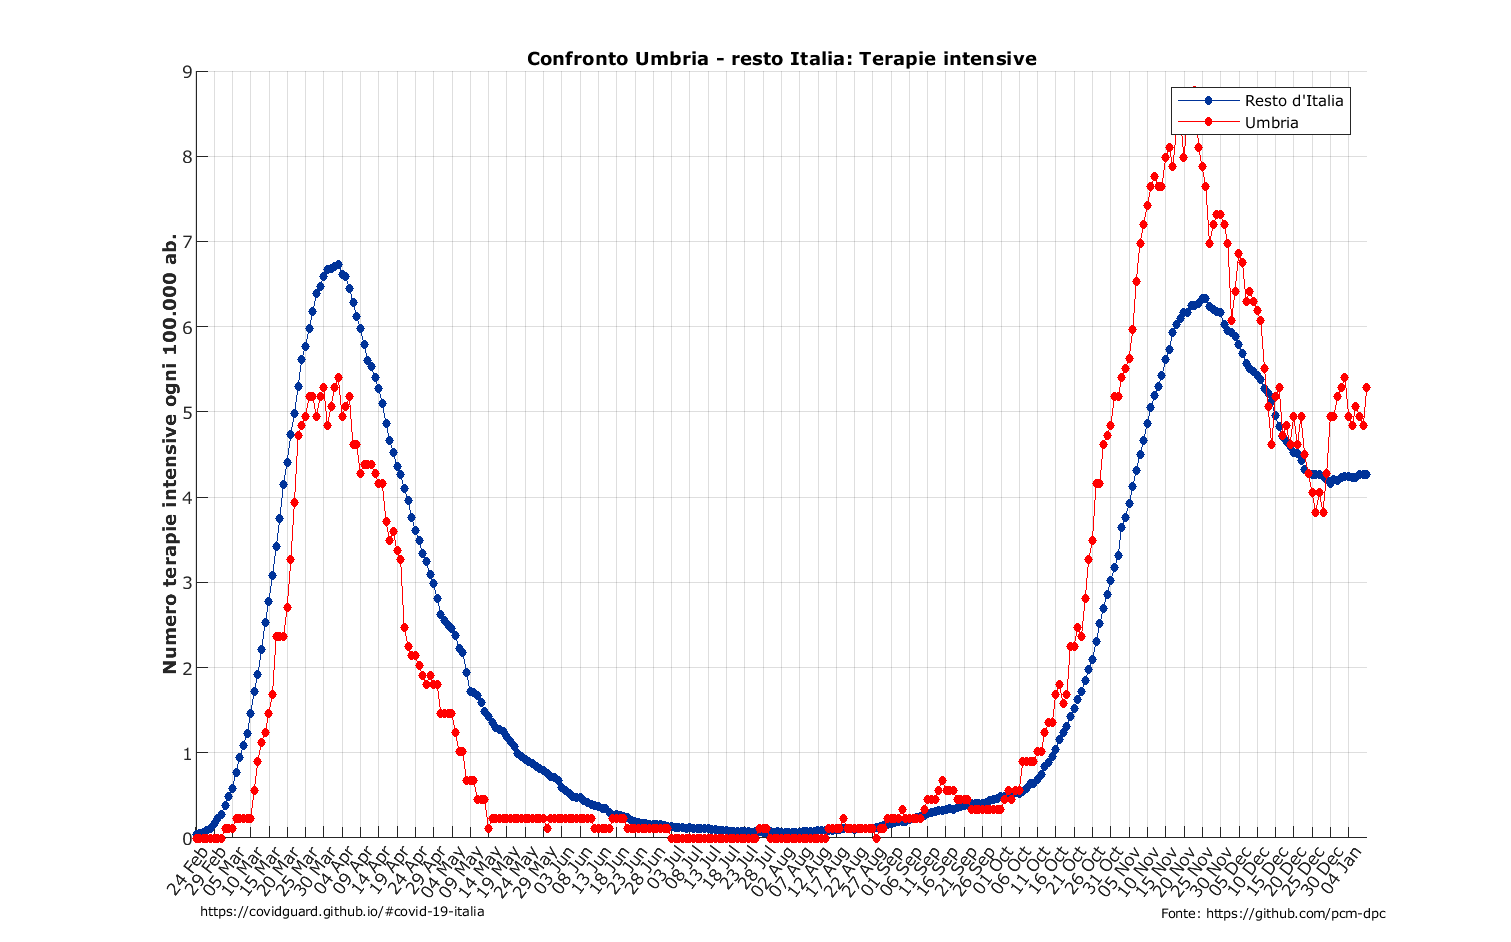 Confronto Umbria - resto Italia: Terapie intensive
Resto d'Italia
Umbria
Numero terapie intensive ogni 100.000 ab.
9
8
7
6
5
4
3
2
1
0
24 Feb
29 Feb
05 Mar
10 Mar
15 Mar
20 Mar
25 Mar
30 Mar
04 Apr
09 Apr
14 Apr
19 Apr
24 Apr
29 Apr
04 May
09 May
14 May
19 May
24 May
29 May
03 Jun
08 Jun
13 Jun
18 Jun
23 Jun
28 Jun
03 Jul
08 Jul
13 Jul
18 Jul
23 Jul
28 Jul
02 Aug
07 Aug
12 Aug
17 Aug
22 Aug
27 Aug
01 Sep
06 Sep
11 Sep
16 Sep
21 Sep
26 Sep
01 Oct
06 Oct
11 Oct
16 Oct
21 Oct
26 Oct
31 Oct
05 Nov
10 Nov
15 Nov
20 Nov
25 Nov
30 Nov
05 Dec
10 Dec
15 Dec
20 Dec
25 Dec
30 Dec
04 Jan
https://covidguard.github.io/#covid-19-italia
Fonte: https://github.com/pcm-dpc